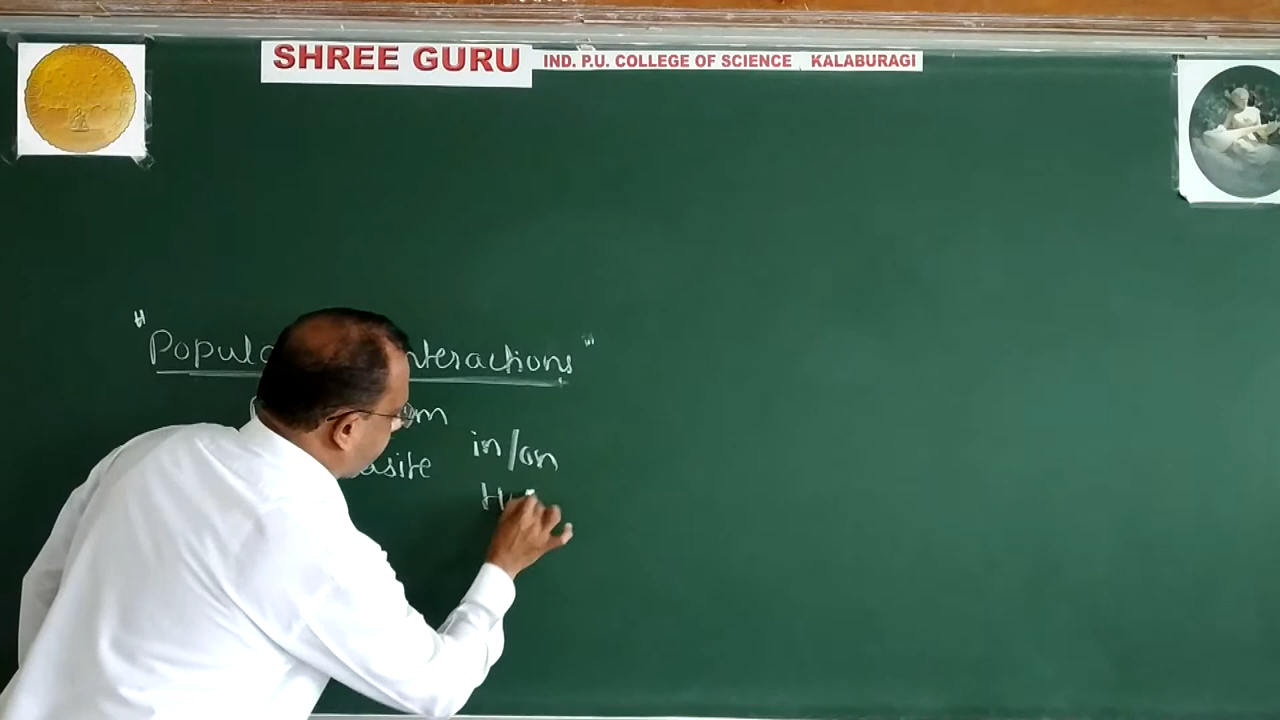 SHREE GURU IND. P.U. COLLEGE OF SCIENCE KALABURAGI
"Popula nteractions"
m
asite in/on
H